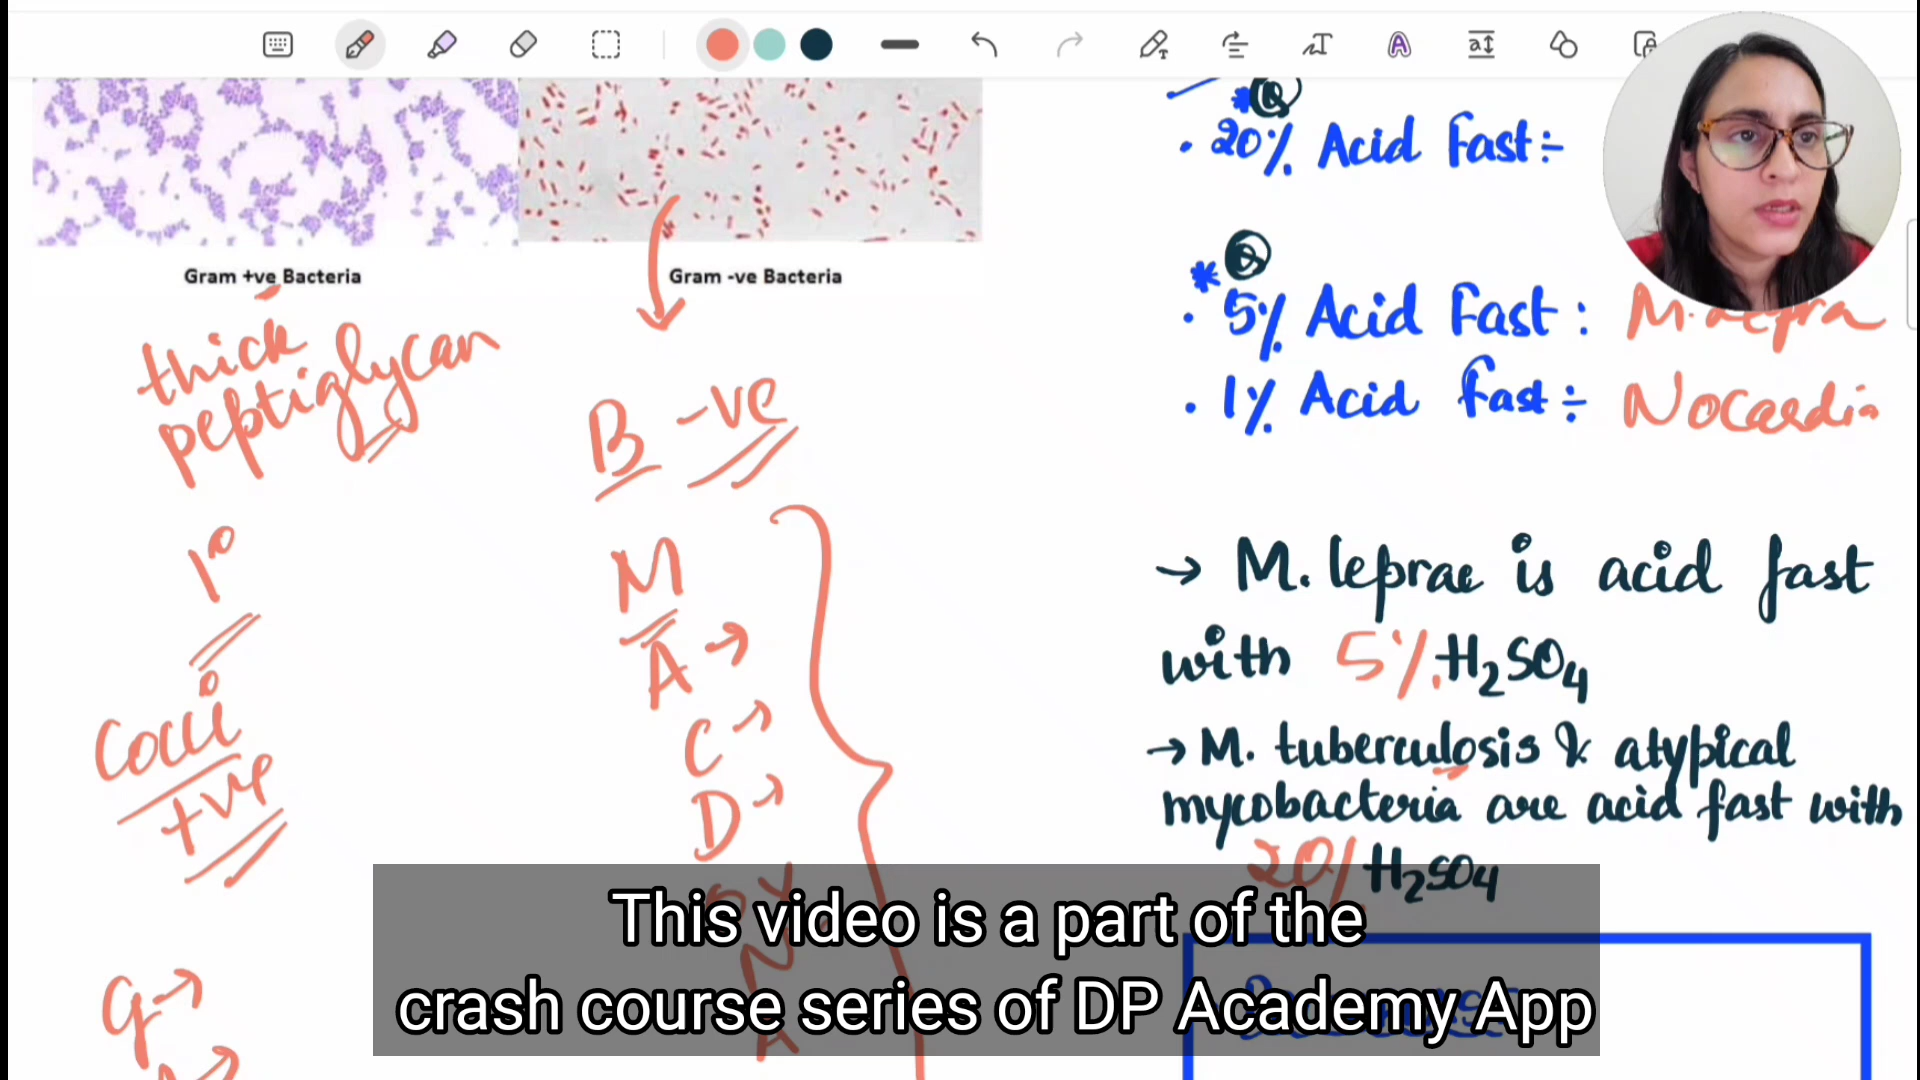 Gram +ve Bacteria
Gram -ve Bacteria
thick
peptiglycan
1°
Cocci
+ve
G→
B -ve
M
A→
C→
D→
N
A
20% Acid Fast:-
5% Acid Fast: M. Lepra
1% Acid Fast:- Nocardia
→ M. leprae is acid fast
with 5% H2SO4
→ M. tuberculosis & atypical
mycobacteria are acid fast with
20% H2SO4
This video is a part of the
crash course series of DP Academy App